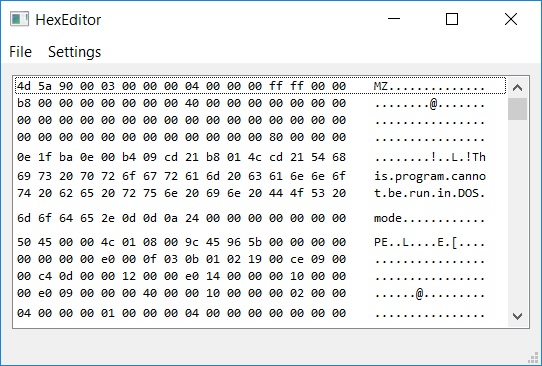 HexEditor
File Settings
4d 5a 90 00 03 00 00 00 04 00 00 00 ff ff 00 00 MZ..............
b8 00 00 00 00 00 00 00 40 00 00 00 00 00 00 00 ........@.......
00 00 00 00 00 00 00 00 00 00 00 00 00 00 00 00 ................
00 00 00 00 00 00 00 00 00 00 00 00 80 00 00 00 ................
0e 1f ba 0e 00 b4 09 cd 21 b8 01 4c cd 21 54 68 ........!..L.!Th
69 73 20 70 72 6f 67 72 61 6d 20 63 61 6e 6e 6f is.program.canno
74 20 62 65 20 72 75 6e 20 69 6e 20 44 4f 53 20 t.be.run.in.DOS.
6d 6f 64 65 2e 0d 0d 0a 24 00 00 00 00 00 00 00 mode............
50 45 00 00 4c 01 08 00 9c 45 96 5b 00 00 00 00 PE..L....E.[....
00 00 00 00 e0 00 0f 03 0b 01 02 19 00 ce 09 00 ................
00 c4 0d 00 00 12 00 00 e0 14 00 00 00 10 00 00 ................
00 e0 09 00 00 00 40 00 00 10 00 00 00 02 00 00 ......@.........
04 00 00 00 01 00 00 00 04 00 00 00 00 00 00 00 ................